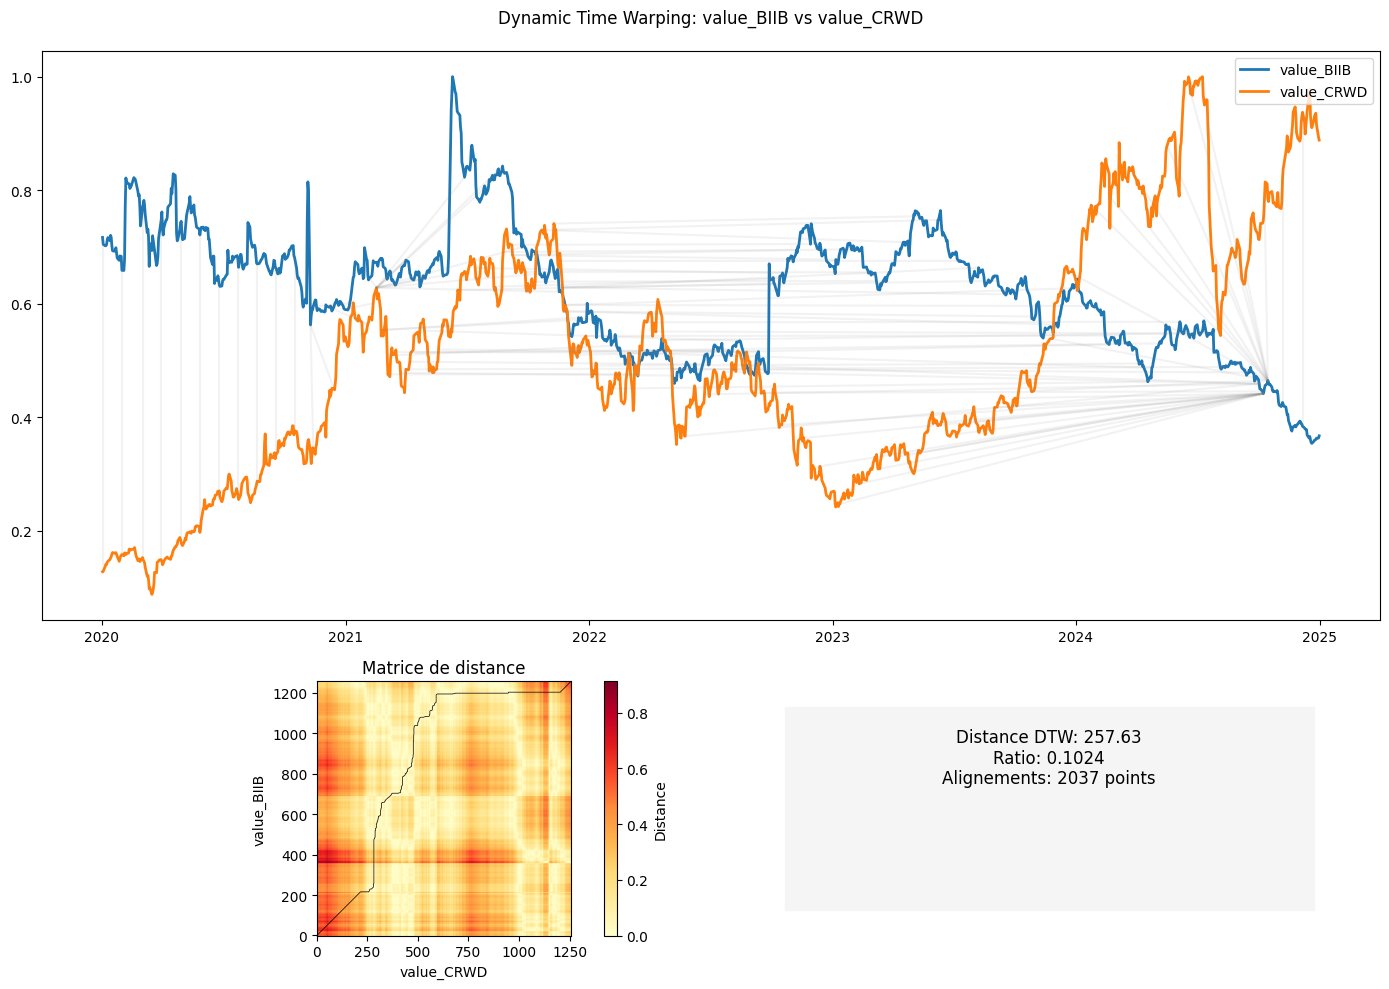 Dynamic Time Warping: value_BIIB vs value_CRWD
value_BIIB
value_CRWD
1.0
0.8
0.6
0.4
0.2
2020 2021 2022 2023 2024 2025
Matrice de distance
value_BIIB
1200
1000
800
600
400
200
0
0 250 500 750 1000 1250
value_CRWD
0.8
0.6
0.4
0.2
0.0
Distance
Distance DTW: 257.63
Ratio: 0.1024
Alignements: 2037 points